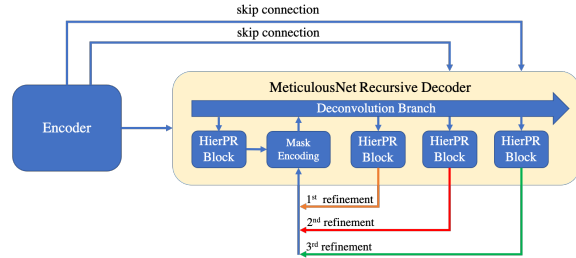 skip connection
skip connection
MeticulousNet Recursive Decoder
Deconvolution Branch
Encoder
HierPR
Block
Mask
Encoding
HierPR
Block
HierPR
Block
HierPR
Block
1st refinement
2nd refinement
3rd refinement